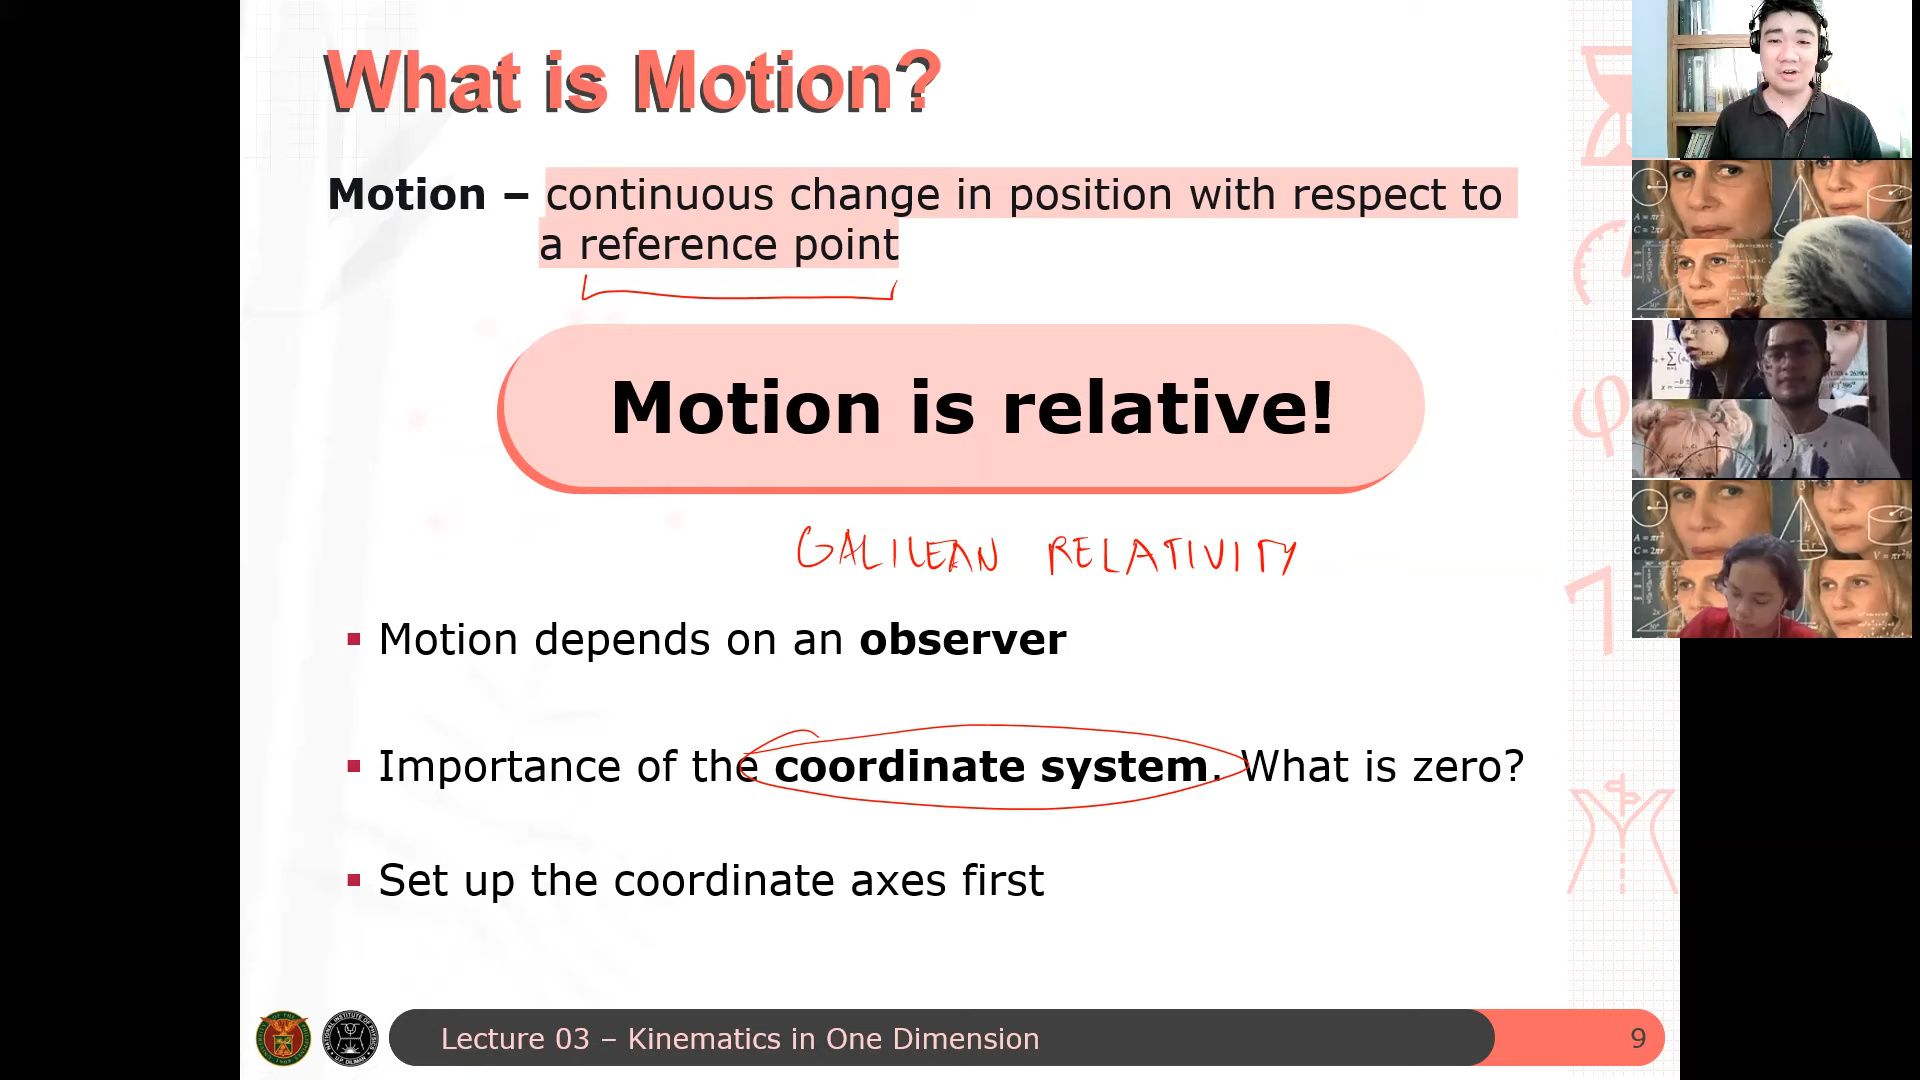 What is Motion?
Motion – continuous change in position with respect to
a reference point
Motion is relative!
GALILEAN RELATIVITY
▪ Motion depends on an observer
▪ Importance of the coordinate system. What is zero?
▪ Set up the coordinate axes first
Lecture 03 – Kinematics in One Dimension
9